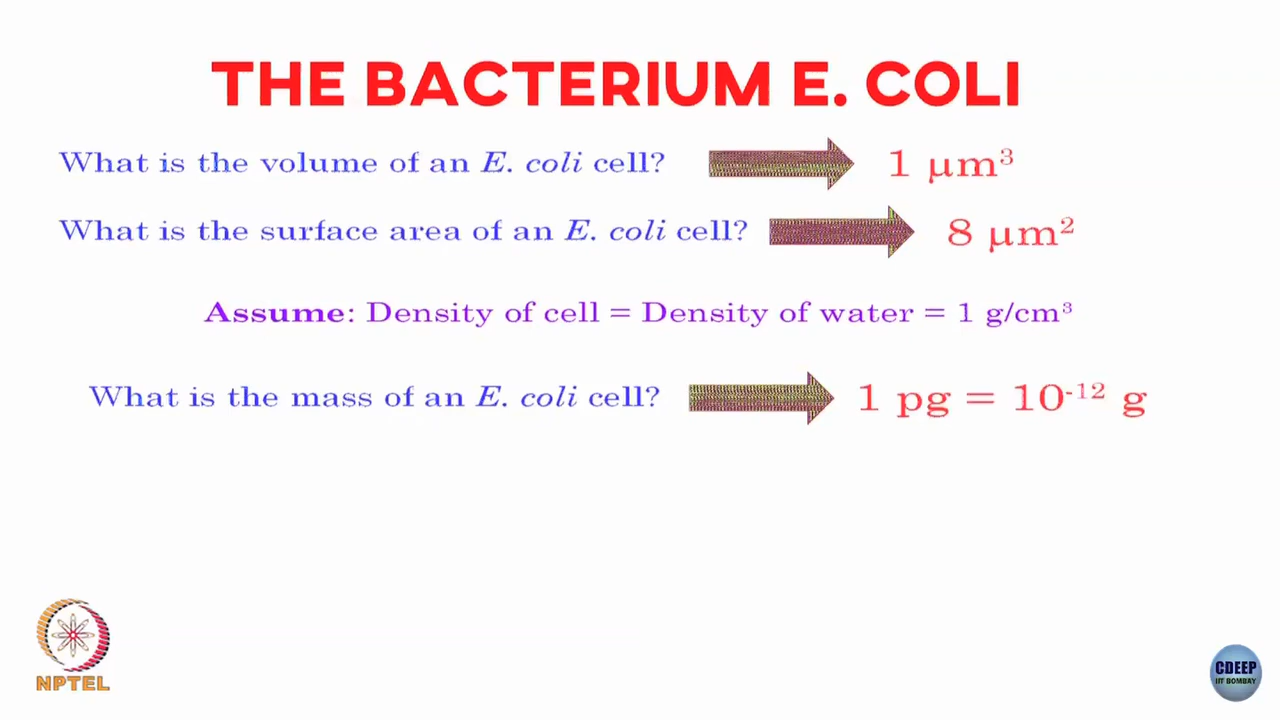 THE BACTERIUM E. COLI
What is the volume of an E. coli cell? 1 μm³
What is the surface area of an E. coli cell? 8 μm²
Assume: Density of cell = Density of water = 1 g/cm³
What is the mass of an E. coli cell? 1 pg = 10⁻¹² g
NPTEL
CDEEP
IIT BOMBAY